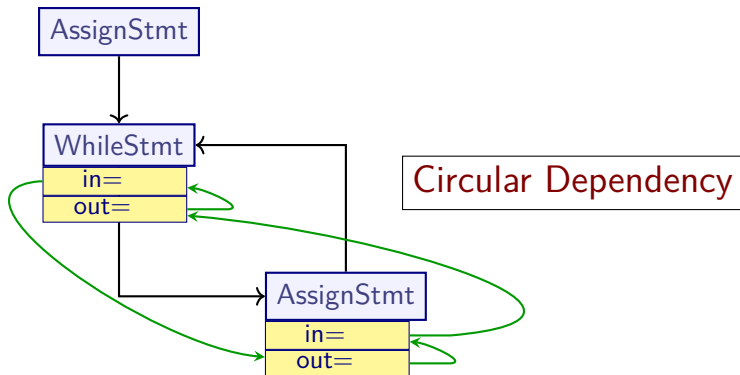 AssignStmt
WhileStmt
in=
out=
Circular Dependency
AssignStmt
in=
out=